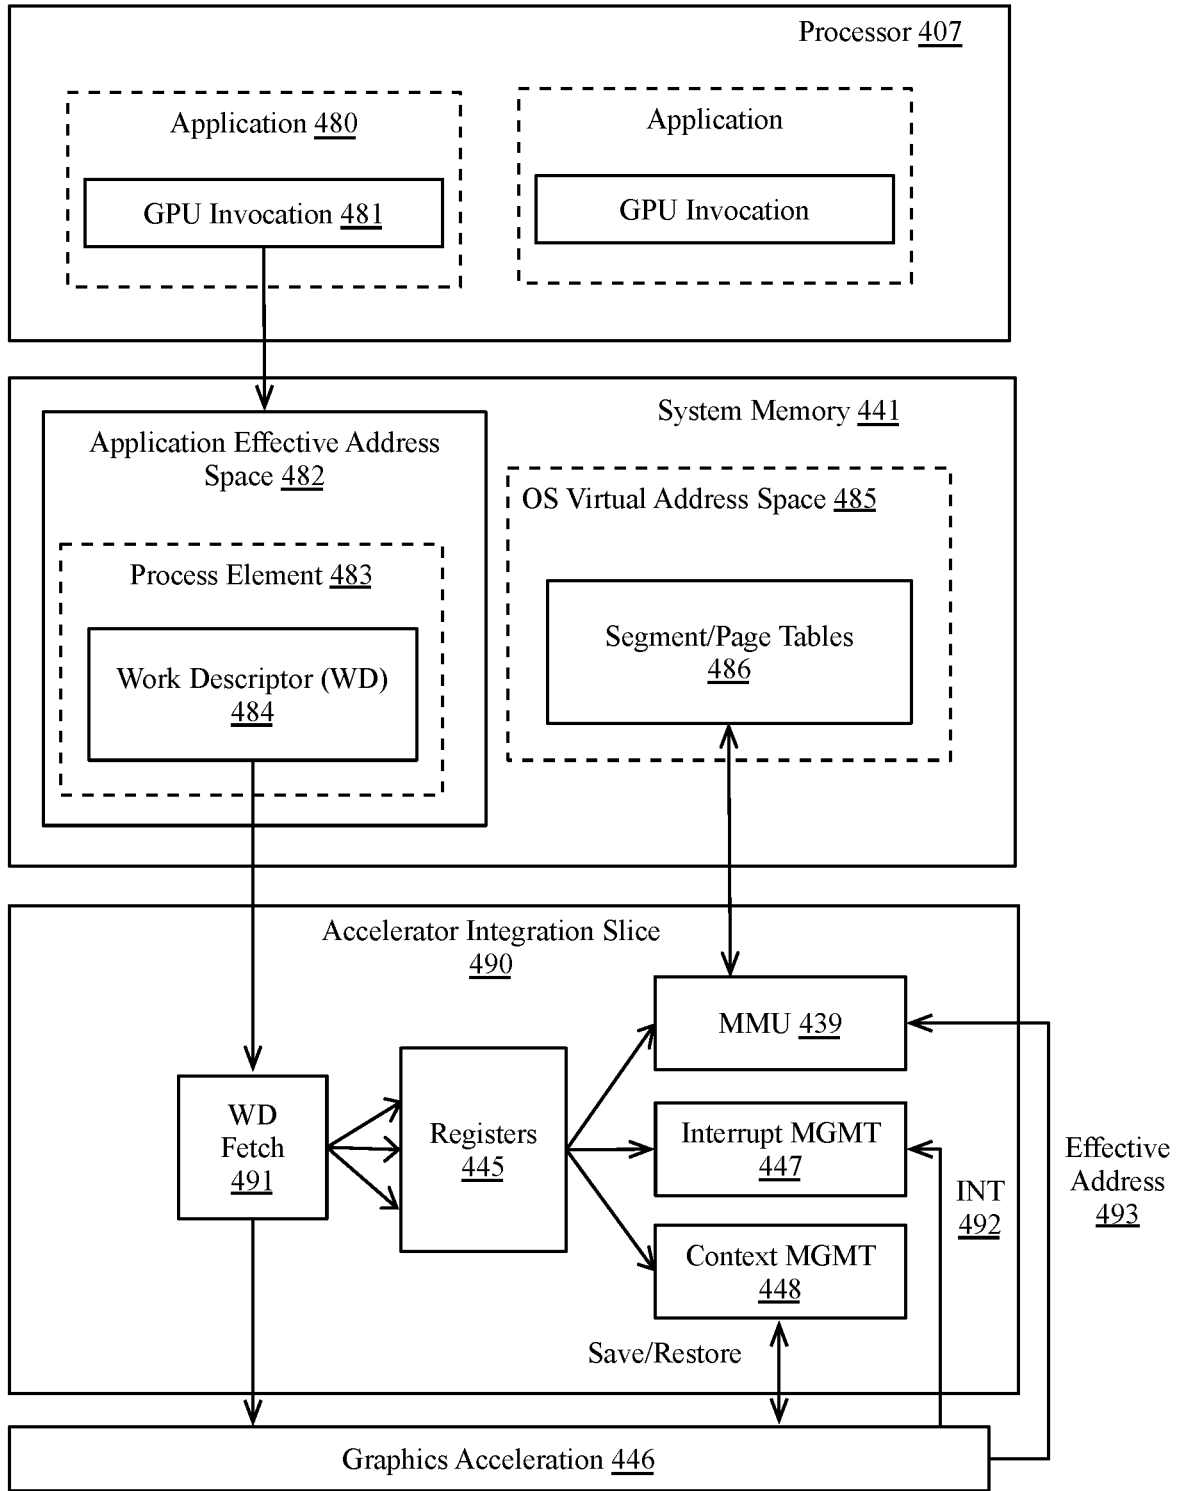 Processor 407
Application 480
GPU Invocation 481
Application
GPU Invocation
System Memory 441
Application Effective Address
Space 482
Process Element 483
Work Descriptor (WD)
484
OS Virtual Address Space 485
Segment/Page Tables
486
Accelerator Integration Slice
490
WD
Fetch
491
Registers
445
MMU 439
Interrupt MGMT
447
Context MGMT
448
Save/Restore
INT
492
Effective
Address
493
Graphics Acceleration 446